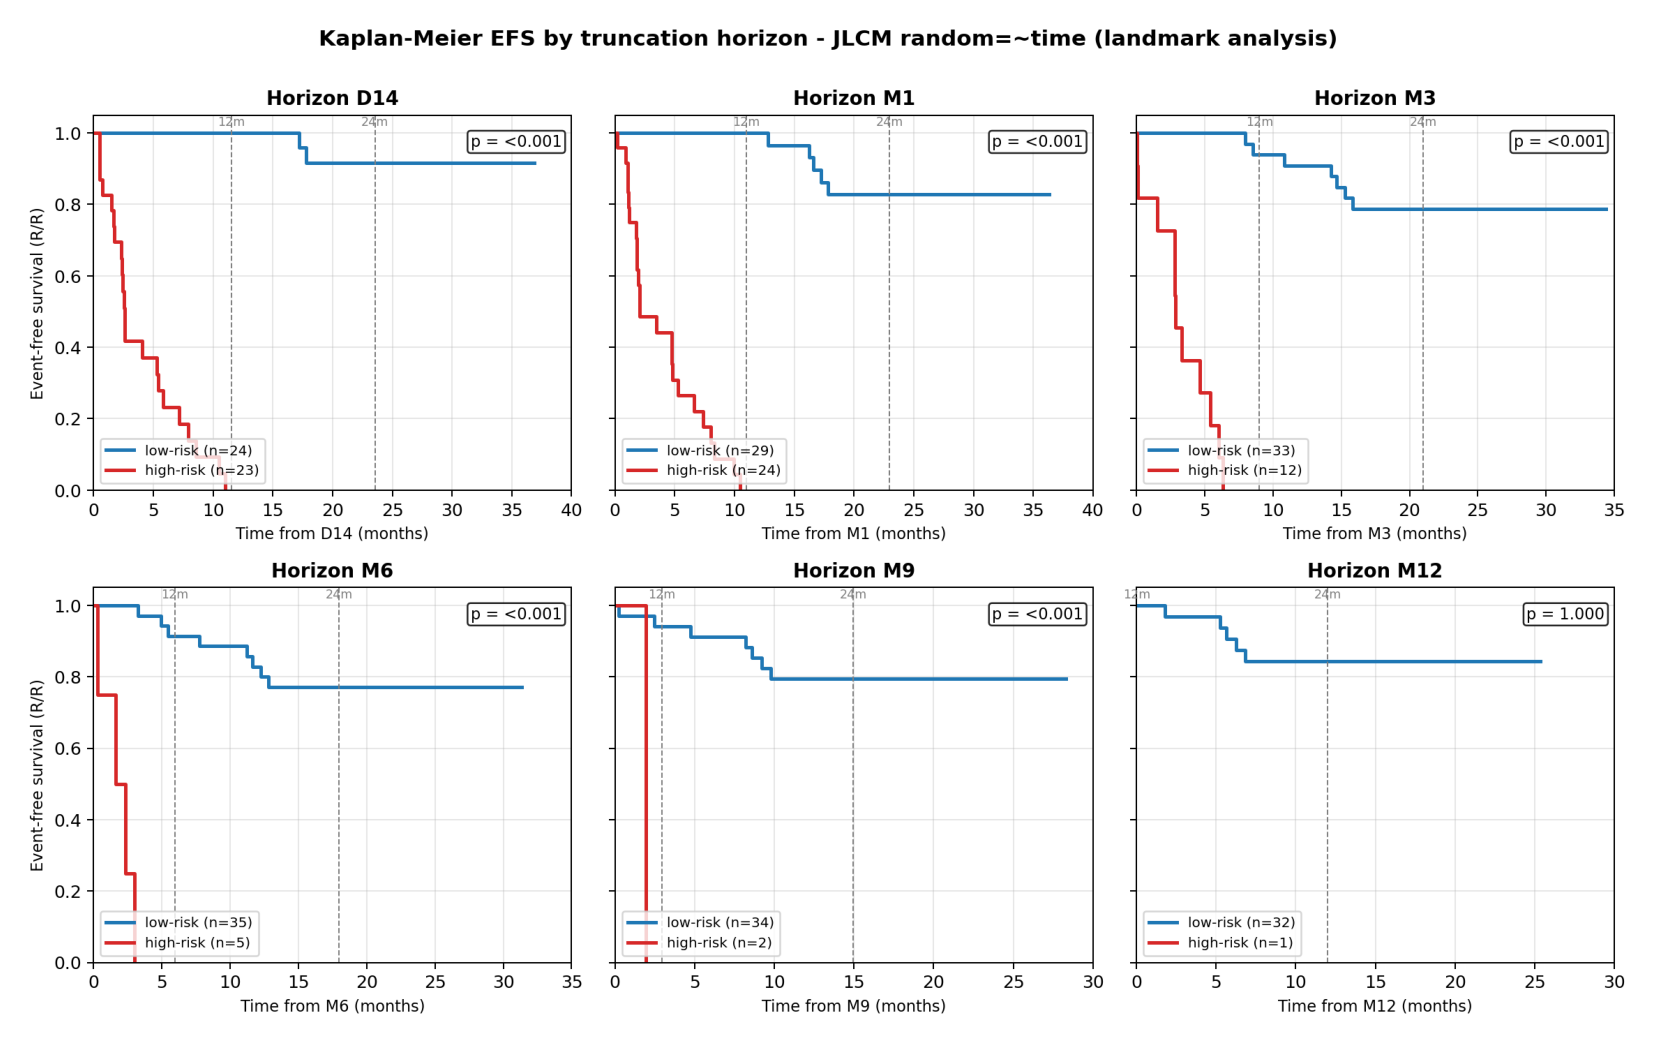 Kaplan-Meier EFS by truncation horizon - JLCM random=~time (landmark analysis)
Horizon D14
12m
24m
p = <0.001
1.0
0.8
0.6
0.4
0.2
0.0
Event-free survival (R/R)
low-risk (n=24)
high-risk (n=23)
0 5 10 15 20 25 30 35 40
Time from D14 (months)
Horizon M1
12m
24m
p = <0.001
low-risk (n=29)
high-risk (n=24)
0 5 10 15 20 25 30 35 40
Time from M1 (months)
Horizon M3
12m
24m
p = <0.001
low-risk (n=33)
high-risk (n=12)
0 5 10 15 20 25 30 35
Time from M3 (months)
Horizon M6
12m
24m
p = <0.001
1.0
0.8
0.6
0.4
0.2
0.0
Event-free survival (R/R)
low-risk (n=35)
high-risk (n=5)
0 5 10 15 20 25 30 35
Time from M6 (months)
Horizon M9
12m
24m
p = <0.001
low-risk (n=34)
high-risk (n=2)
0 5 10 15 20 25 30
Time from M9 (months)
Horizon M12
12m
24m
p = 1.000
low-risk (n=32)
high-risk (n=1)
0 5 10 15 20 25 30
Time from M12 (months)